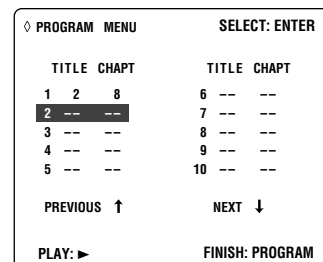 ◊ PROGRAM MENU SELECT: ENTER
TITLE CHAPT TITLE CHAPT
1 2 8 6 -- --
2 -- -- 7 -- --
3 -- -- 8 -- --
4 -- -- 9 -- --
5 -- -- 10 -- --
PREVIOUS ↑ NEXT ↓
PLAY: ► FINISH: PROGRAM